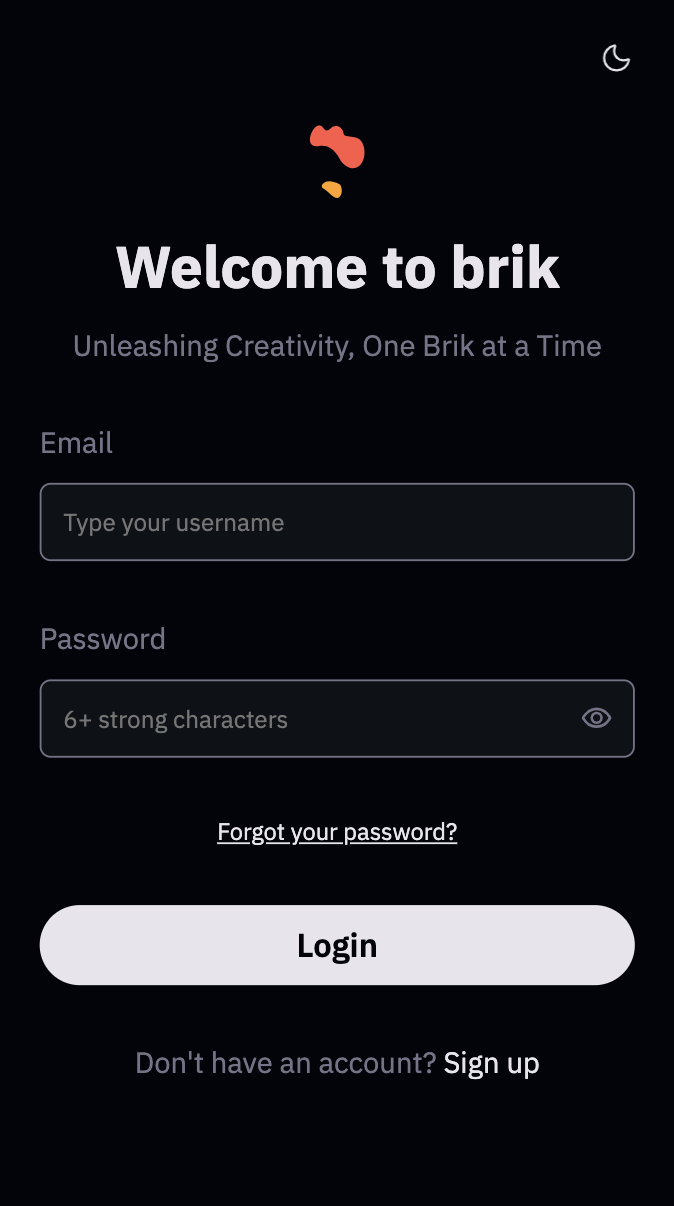 Welcome to brik
Unleashing Creativity, One Brik at a Time
Email
Type your username
Password
6+ strong characters
Forgot your password?
Login
Don't have an account? Sign up